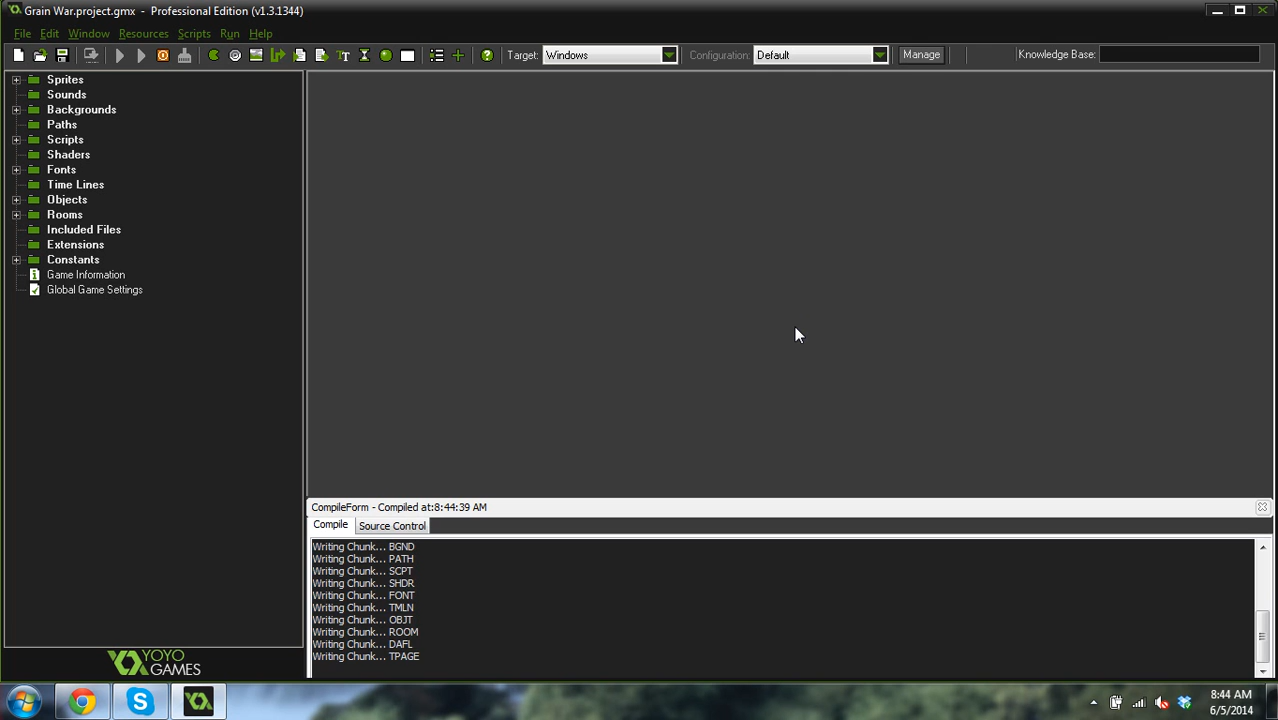 Grain War.project.gmx - Professional Edition (v1.3.1344)
File Edit Window Resources Scripts Run Help
Target: Windows Configuration: Default Manage Knowledge Base:
Sprites
Sounds
Backgrounds
Paths
Scripts
Shaders
Fonts
Time Lines
Objects
Rooms
Included Files
Extensions
Constants
Game Information
Global Game Settings
YOYO
GAMES
CompileForm - Compiled at:8:44:39 AM
Compile Source Control
Writing Chunk... BGND
Writing Chunk... PATH
Writing Chunk... SCPT
Writing Chunk... SHDR
Writing Chunk... FONT
Writing Chunk... TMLN
Writing Chunk... OBJT
Writing Chunk... ROOM
Writing Chunk... DAFL
Writing Chunk... TPAGE
8:44 AM
6/5/2014